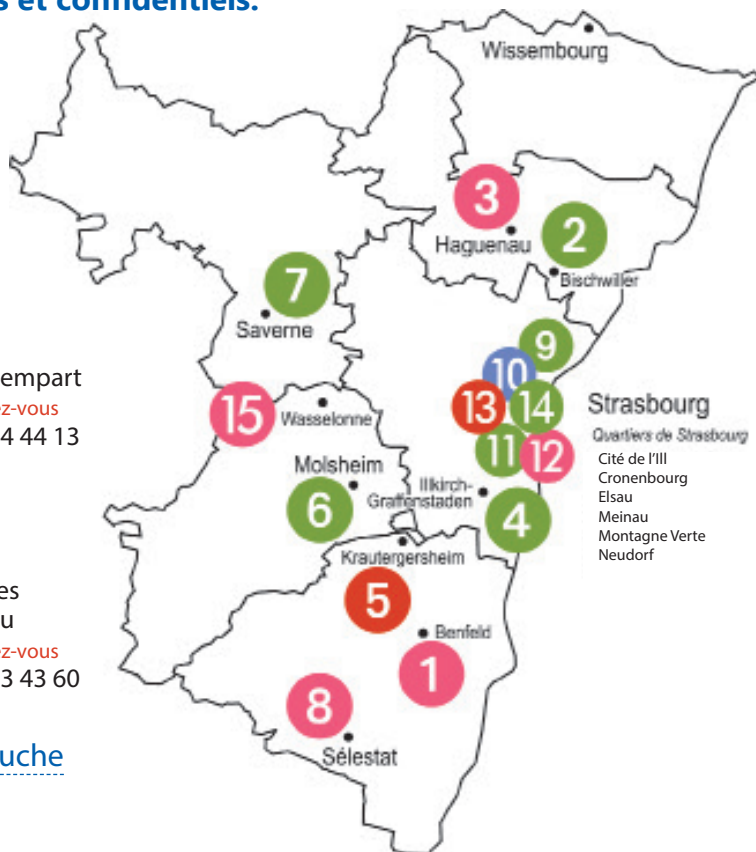 s et confidentiels.
Wissembourg
3
Haguenau
2
Bischwiller
7
Saverne
9
10
13
14
15
Wasselonne
11
12
Strasbourg
Quartiers de Strasbourg
Cité de l'Ill
Cronenbourg
Elsau
Meinau
Montagne Verte
Neudorf
Molsheim
6
Illkirch-
Graffenstaden
4
Krautergersheim
5
Benfeld
1
8
Sélestat
empart
ez-vous
4 44 13
es
u
ez-vous
3 43 60
uche